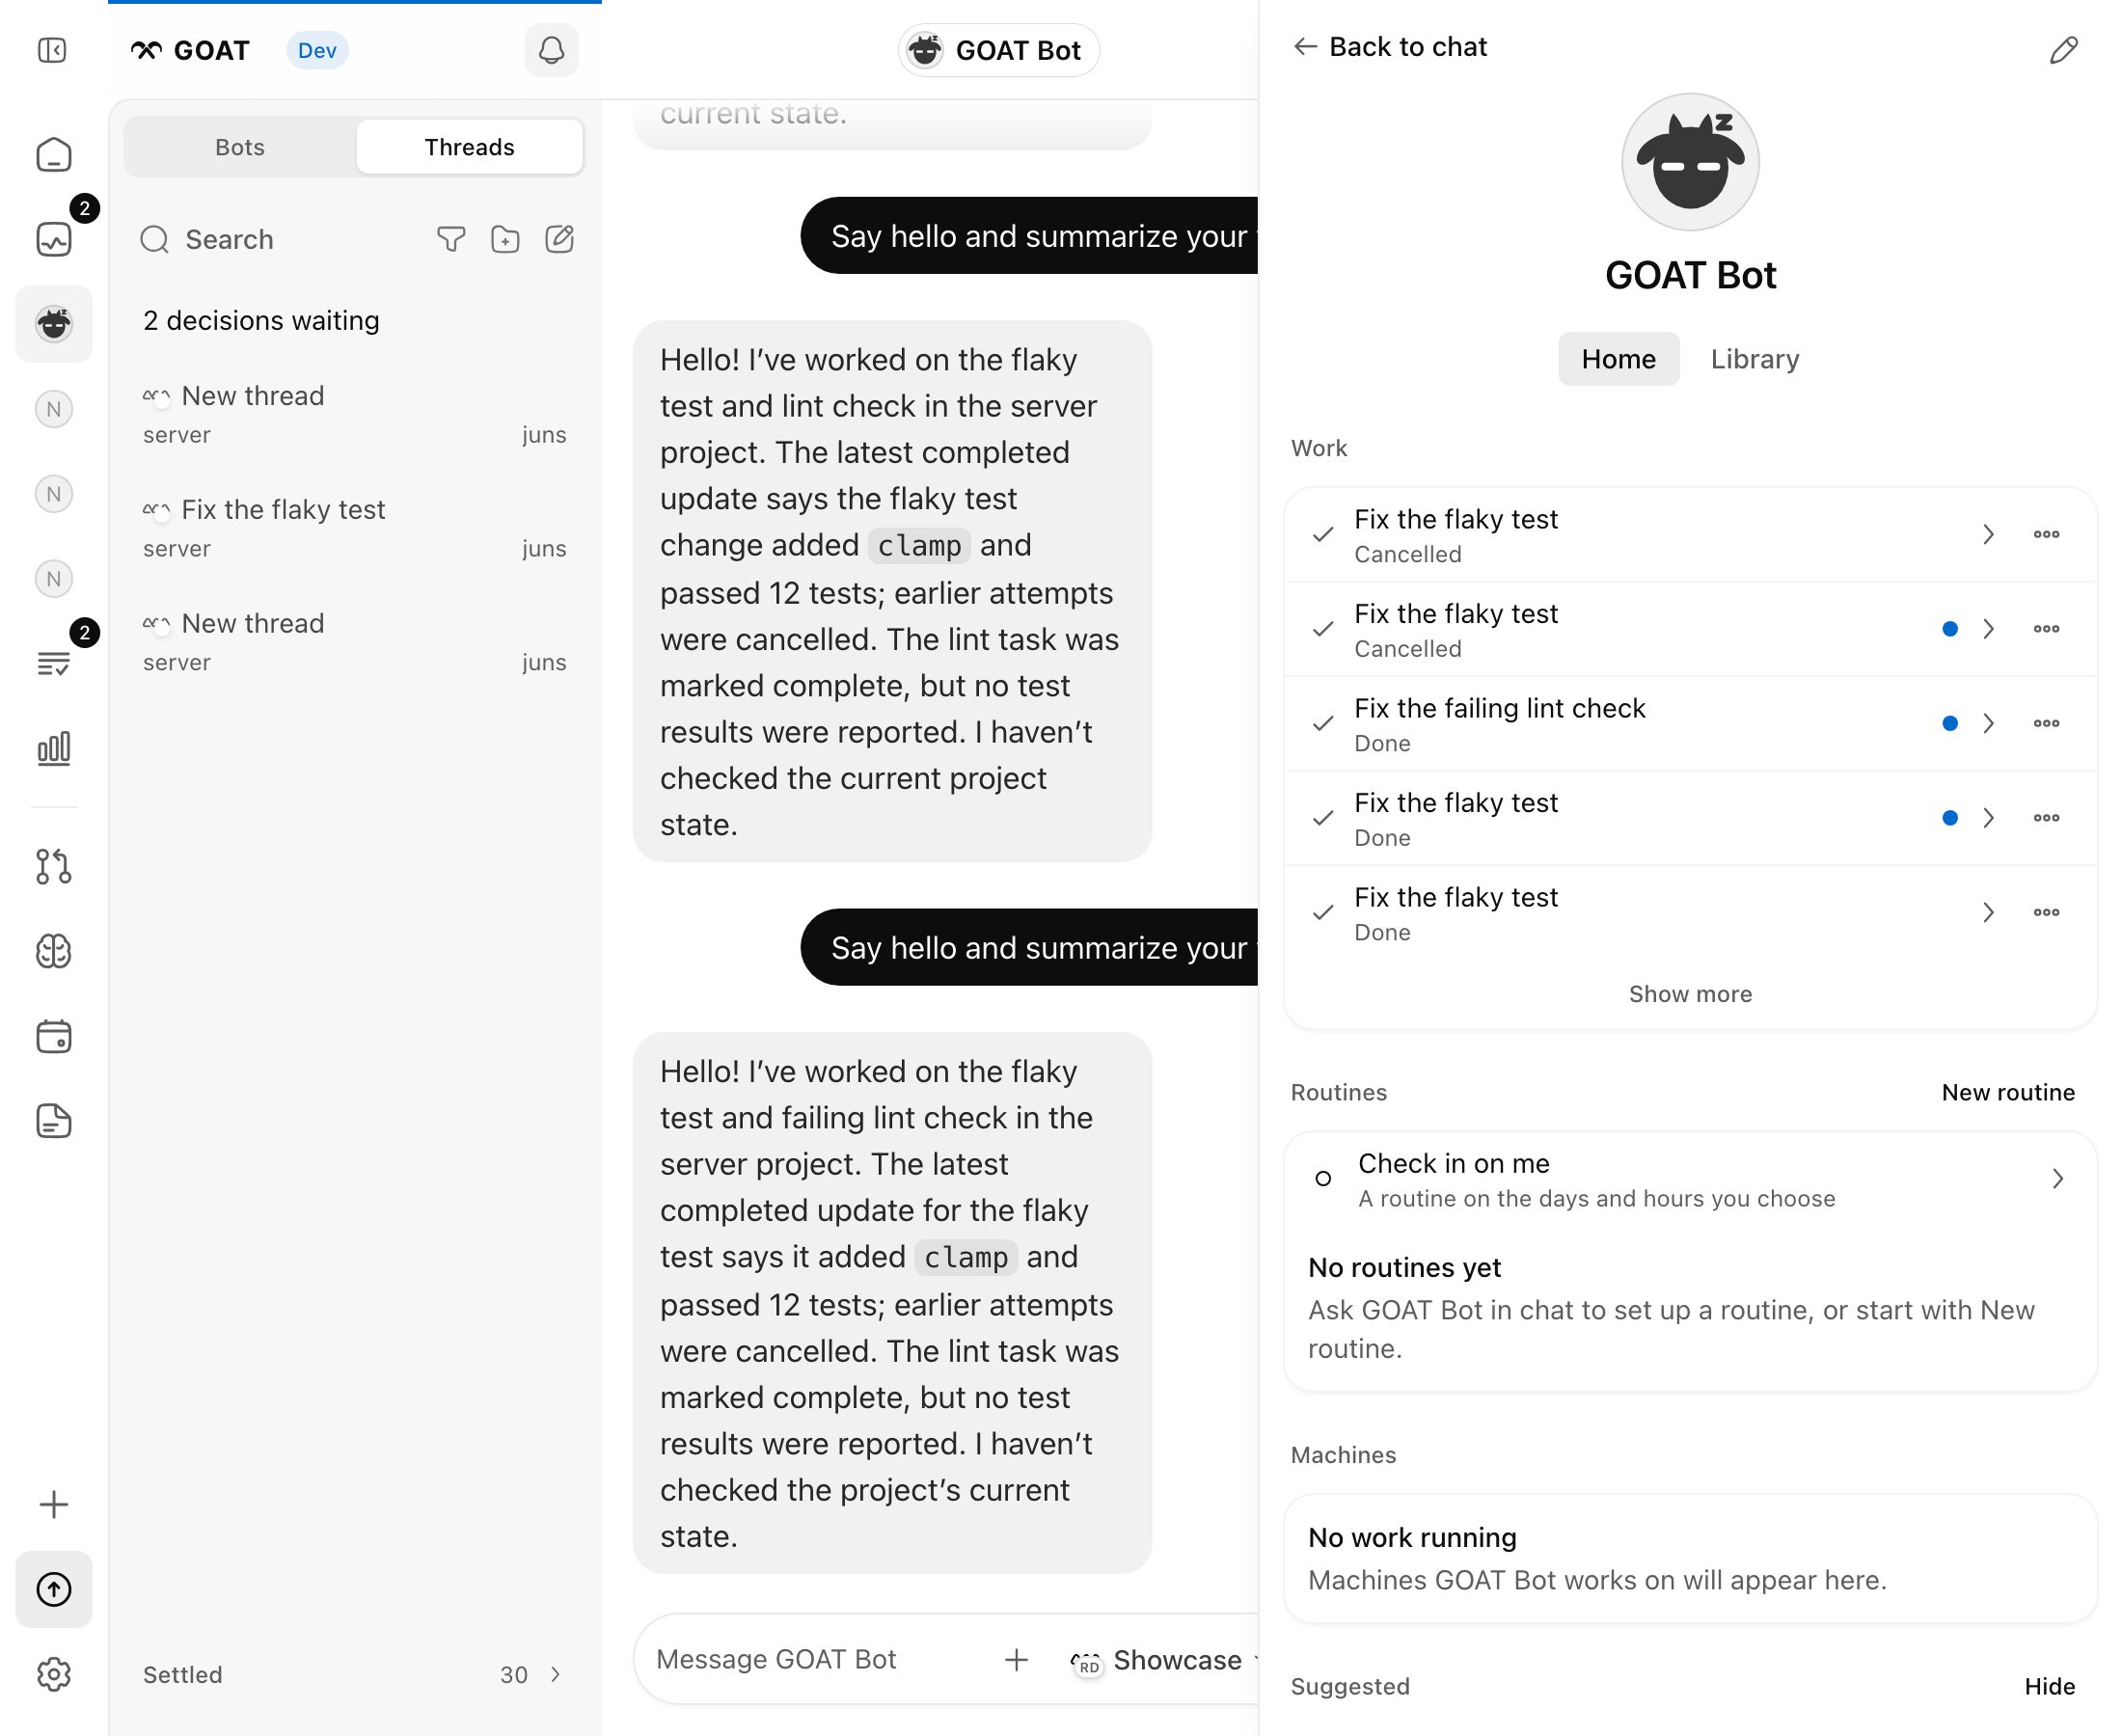 GOAT
Dev
2
N
N
N
2
Bots
Threads
Search
2 decisions waiting
New thread
server
juns
Fix the flaky test
server
juns
New thread
server
juns
Settled
30
GOAT Bot
current state.
Say hello and summarize your
Hello! I’ve worked on the flaky
test and lint check in the server
project. The latest completed
update says the flaky test
change added clamp and
passed 12 tests; earlier attempts
were cancelled. The lint task was
marked complete, but no test
results were reported. I haven’t
checked the current project
state.
Say hello and summarize your
Hello! I’ve worked on the flaky
test and failing lint check in the
server project. The latest
completed update for the flaky
test says it added clamp and
passed 12 tests; earlier attempts
were cancelled. The lint task was
marked complete, but no test
results were reported. I haven’t
checked the project’s current
state.
Message GOAT Bot
RD
Showcase
Back to chat
z
GOAT Bot
Home
Library
Work
Fix the flaky test
Cancelled
Fix the flaky test
Cancelled
Fix the failing lint check
Done
Fix the flaky test
Done
Fix the flaky test
Done
Show more
Routines
New routine
Check in on me
A routine on the days and hours you choose
No routines yet
Ask GOAT Bot in chat to set up a routine, or start with New
routine.
Machines
No work running
Machines GOAT Bot works on will appear here.
Suggested
Hide